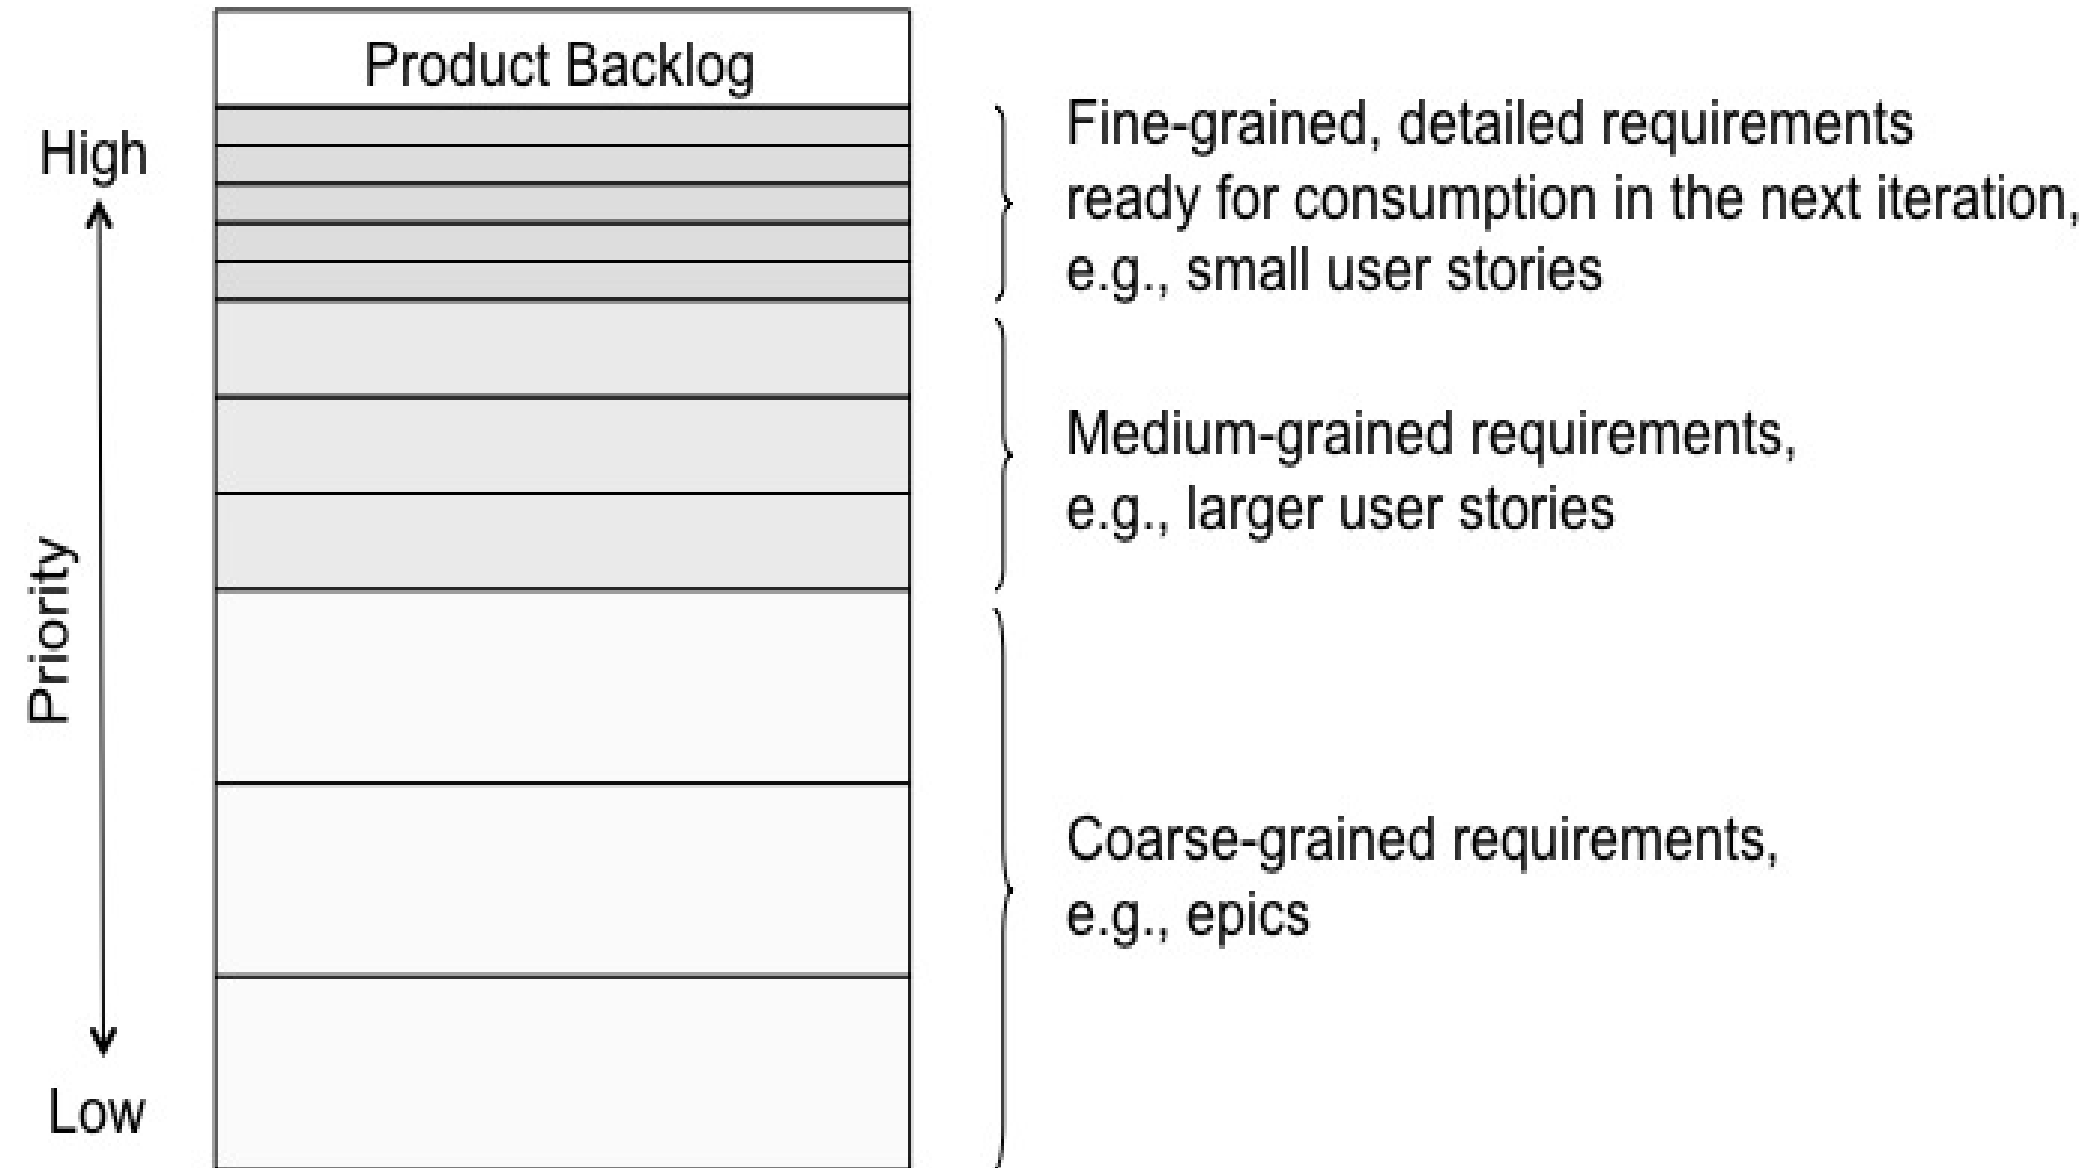 Product Backlog
High
Priority
Low
Fine-grained, detailed requirements
ready for consumption in the next iteration,
e.g., small user stories
Medium-grained requirements,
e.g., larger user stories
Coarse-grained requirements,
e.g., epics